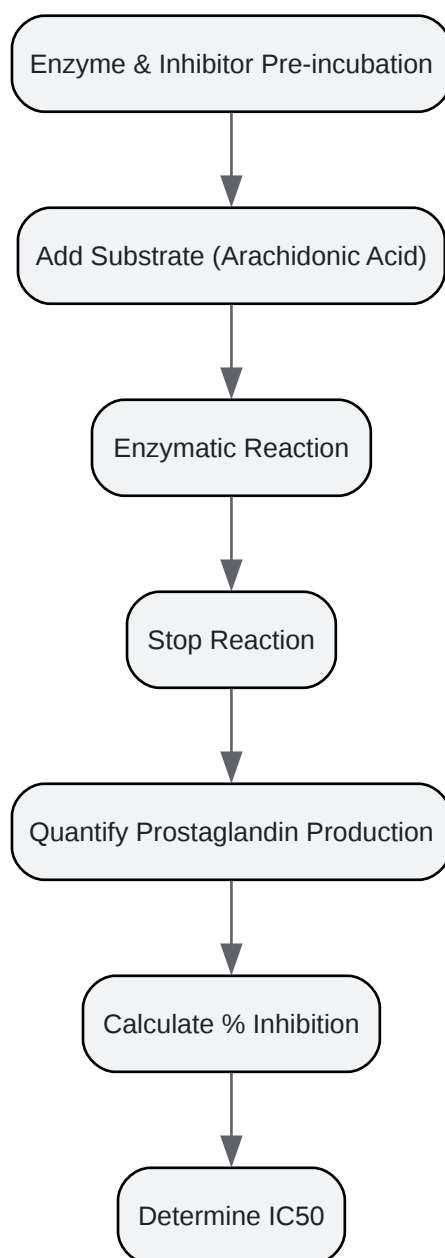 Enzyme & Inhibitor Pre-incubation
Add Substrate (Arachidonic Acid)
Enzymatic Reaction
Stop Reaction
Quantify Prostaglandin Production
Calculate % Inhibition
Determine IC50